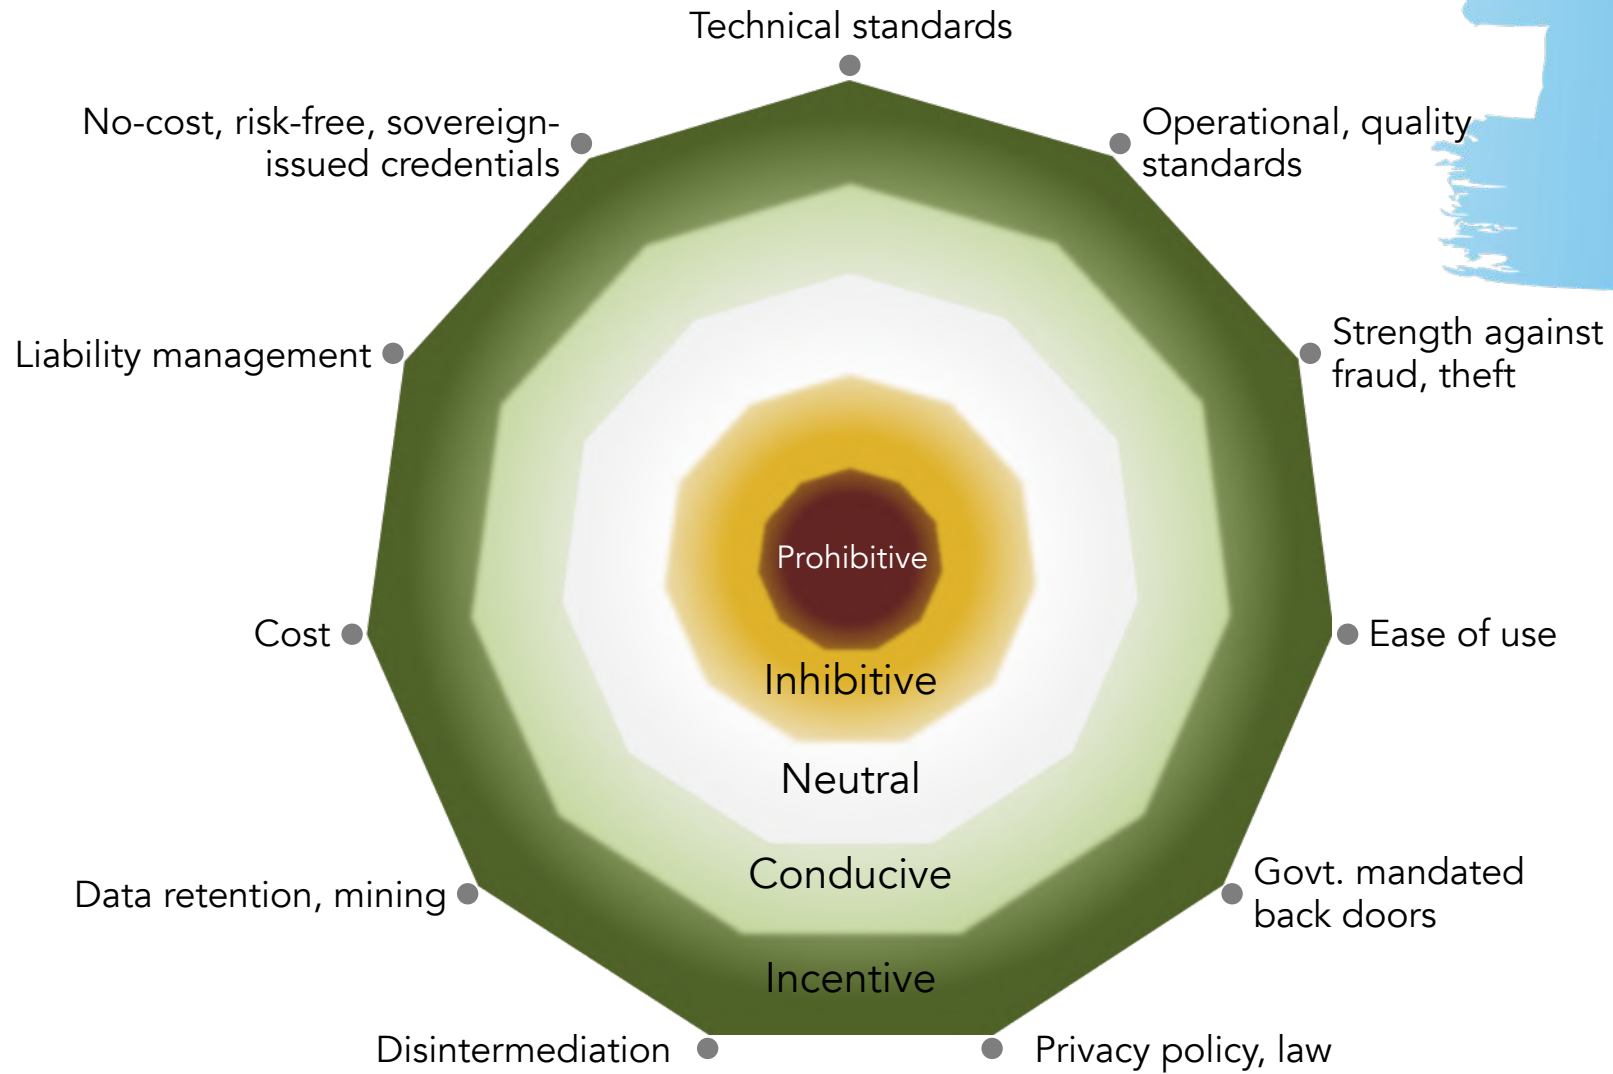 Technical standards
No-cost, risk-free, sovereign-
issued credentials
Operational, quality
standards
Liability management
Strength against
fraud, theft
Prohibitive
Cost
Ease of use
Inhibitive
Neutral
Conducive
Data retention, mining
Govt. mandated
back doors
Incentive
Disintermediation
Privacy policy, law